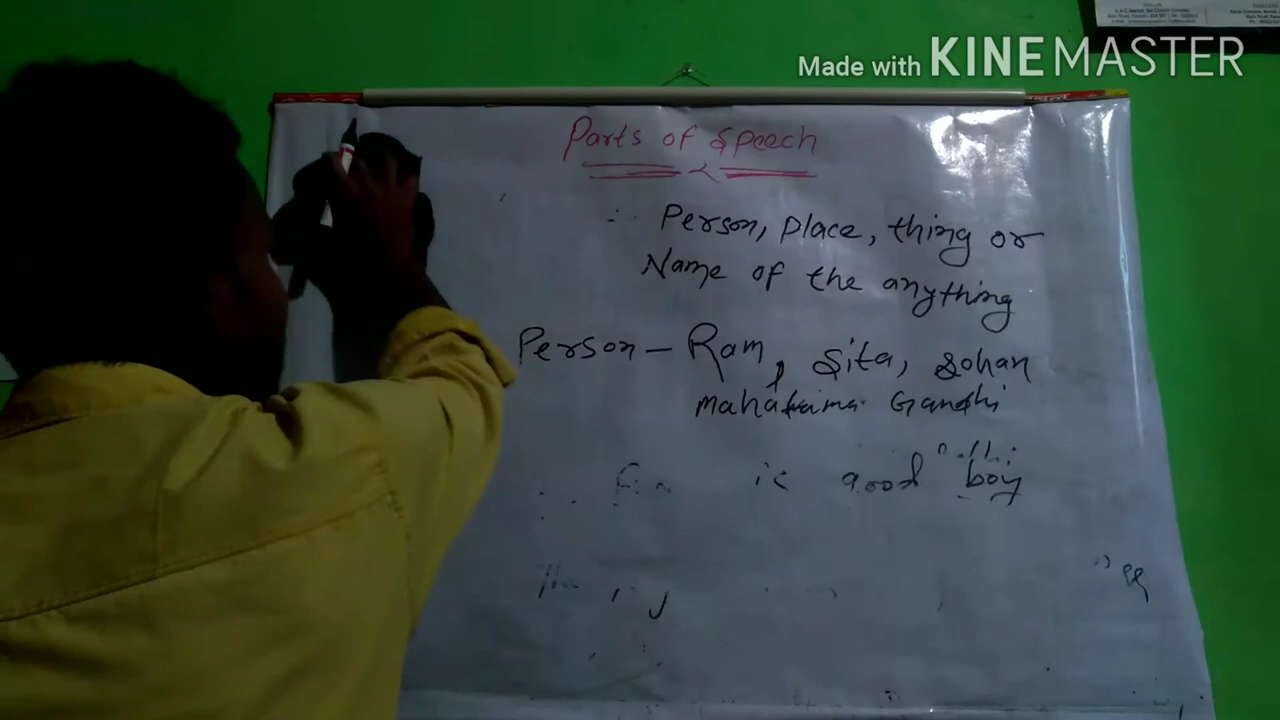 Made with KINEMASTER
Parts of Speech
Person, place, thing or
Name of the anything
Person - Ram, Sita, Sohan
Mahatama Gandhi
is good boy